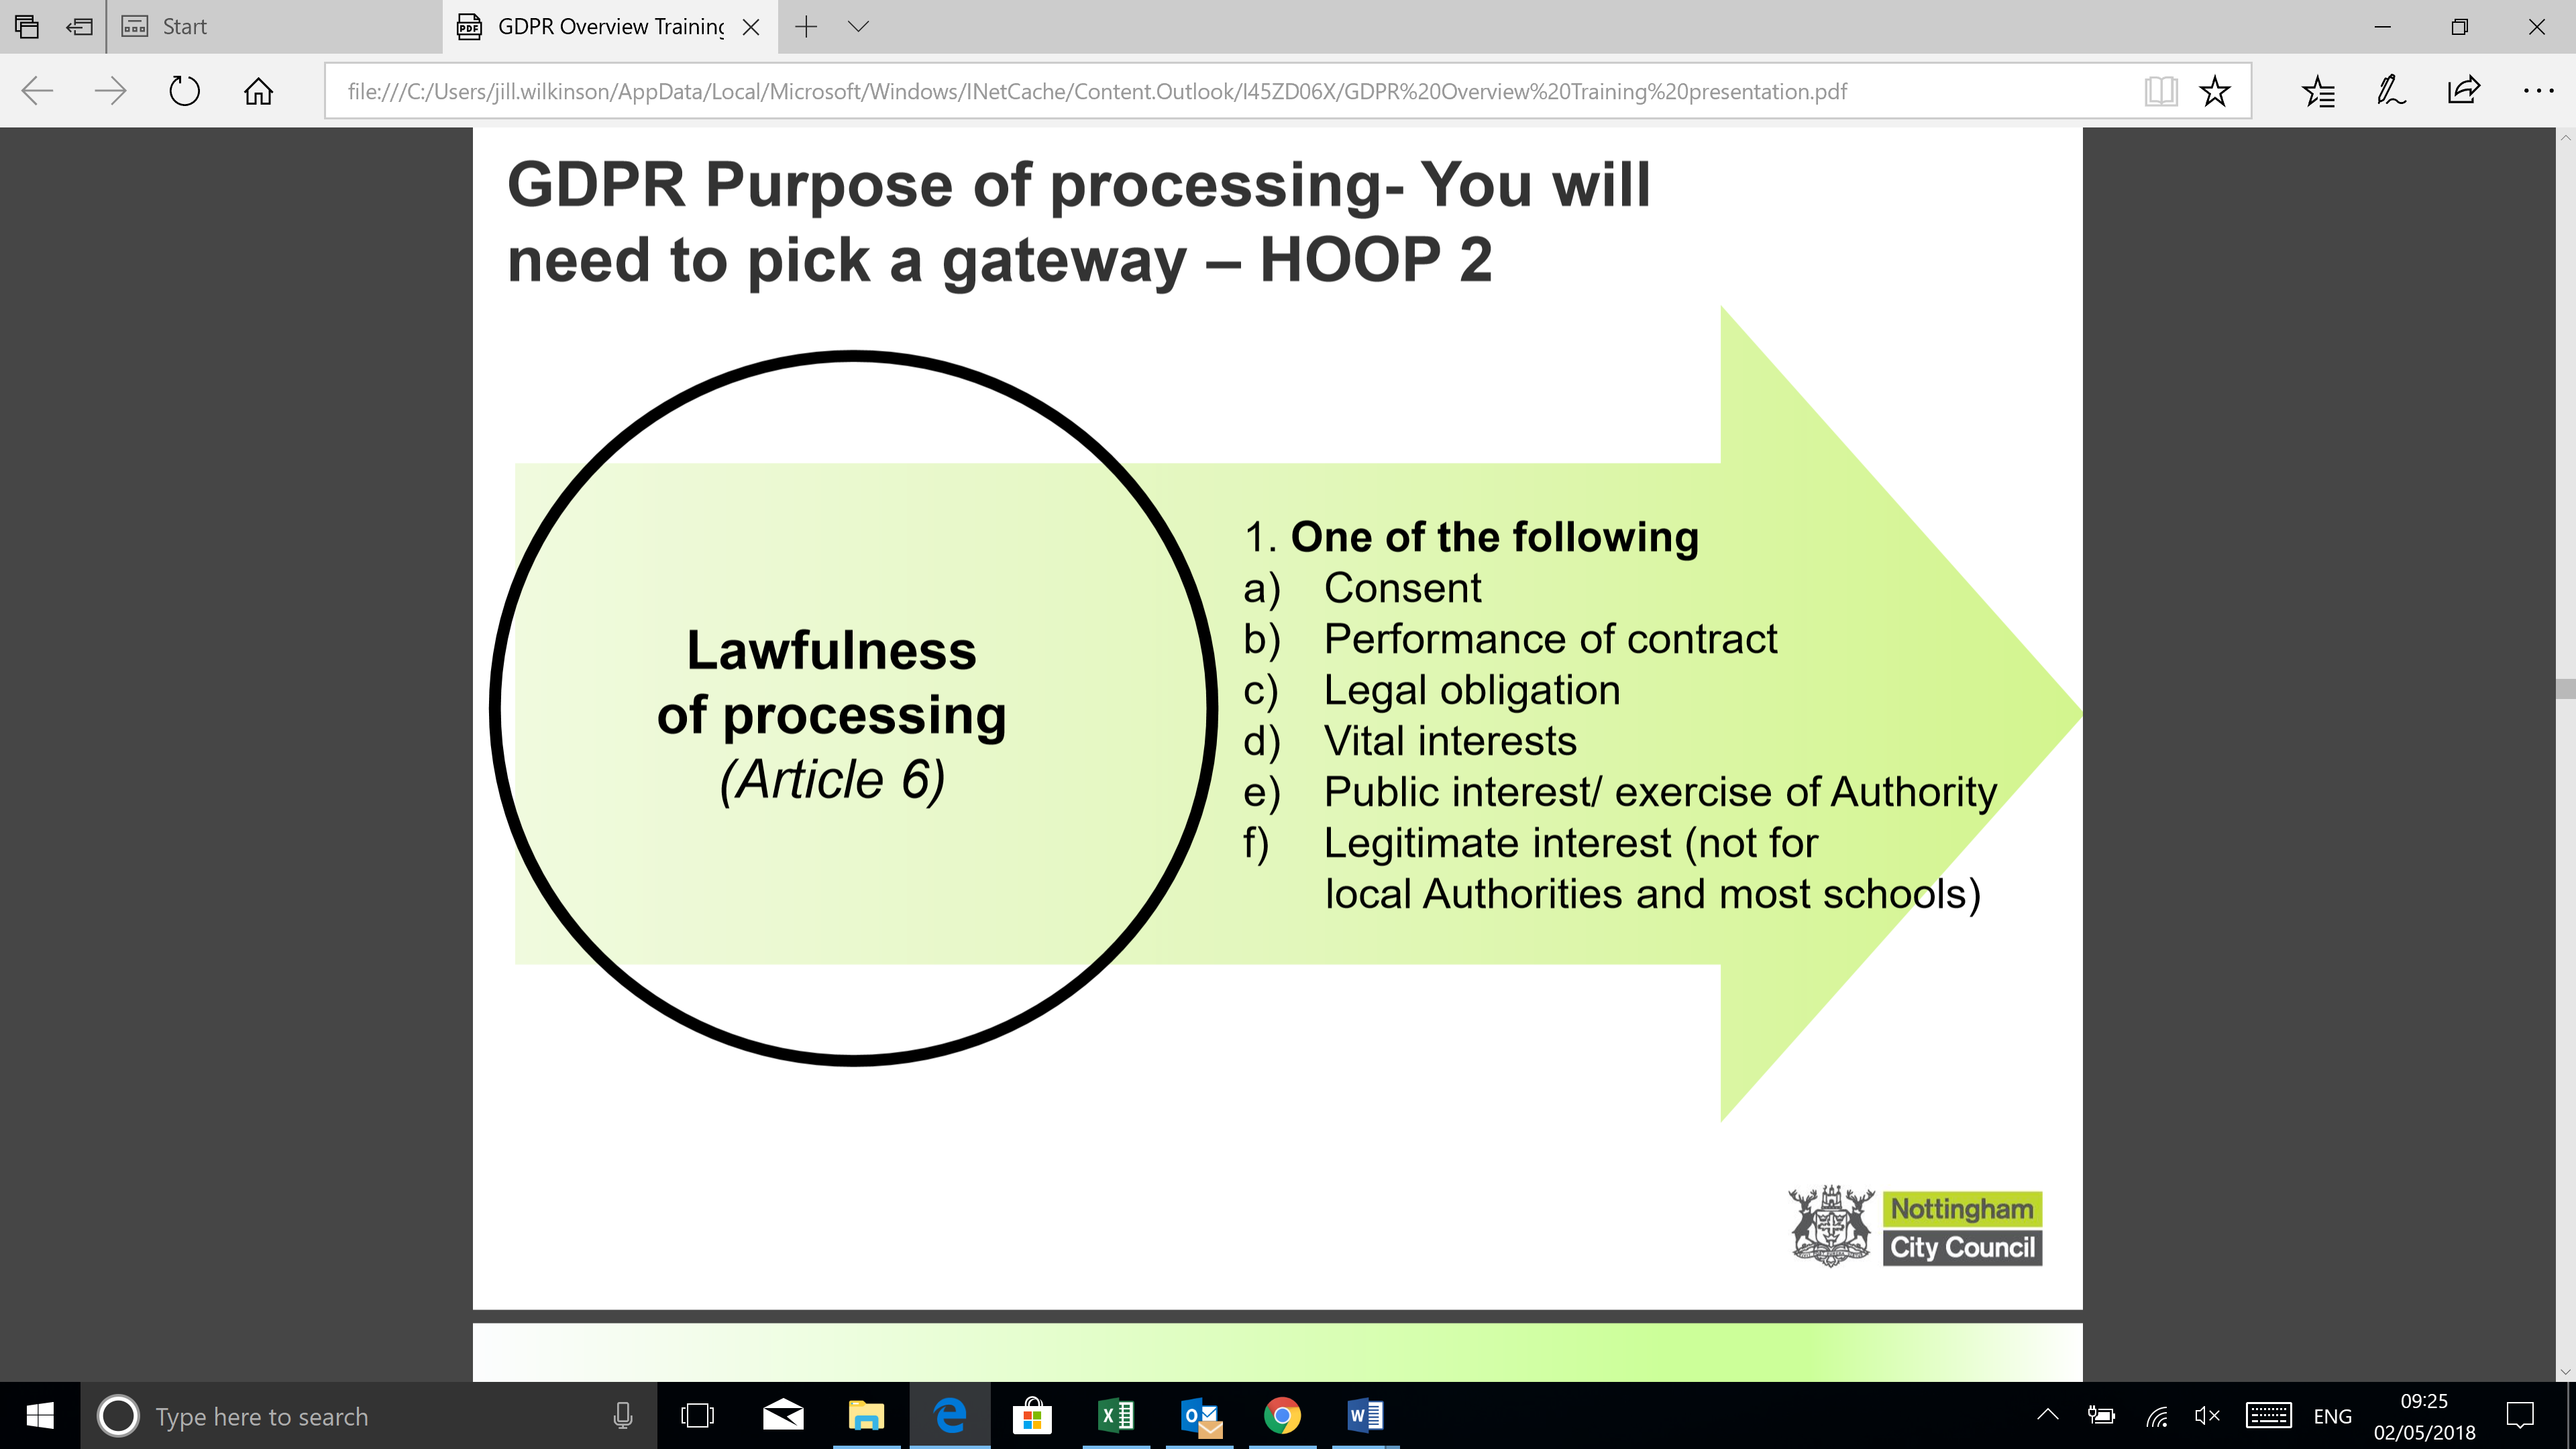 Start
GDPR Overview Training
file:///C:/Users/jill.wilkinson/AppData/Local/Microsoft/Windows/INetCache/Content.Outlook/I45ZD06X/GDPR%20Overview%20Training%20presentation.pdf
GDPR Purpose of processing- You will
need to pick a gateway – HOOP 2
Lawfulness
of processing
(Article 6)
1. One of the following
a) Consent
b) Performance of contract
c) Legal obligation
d) Vital interests
e) Public interest/ exercise of Authority
f) Legitimate interest (not for
local Authorities and most schools)
Nottingham
City Council
Type here to search
ENG
09:25
02/05/2018